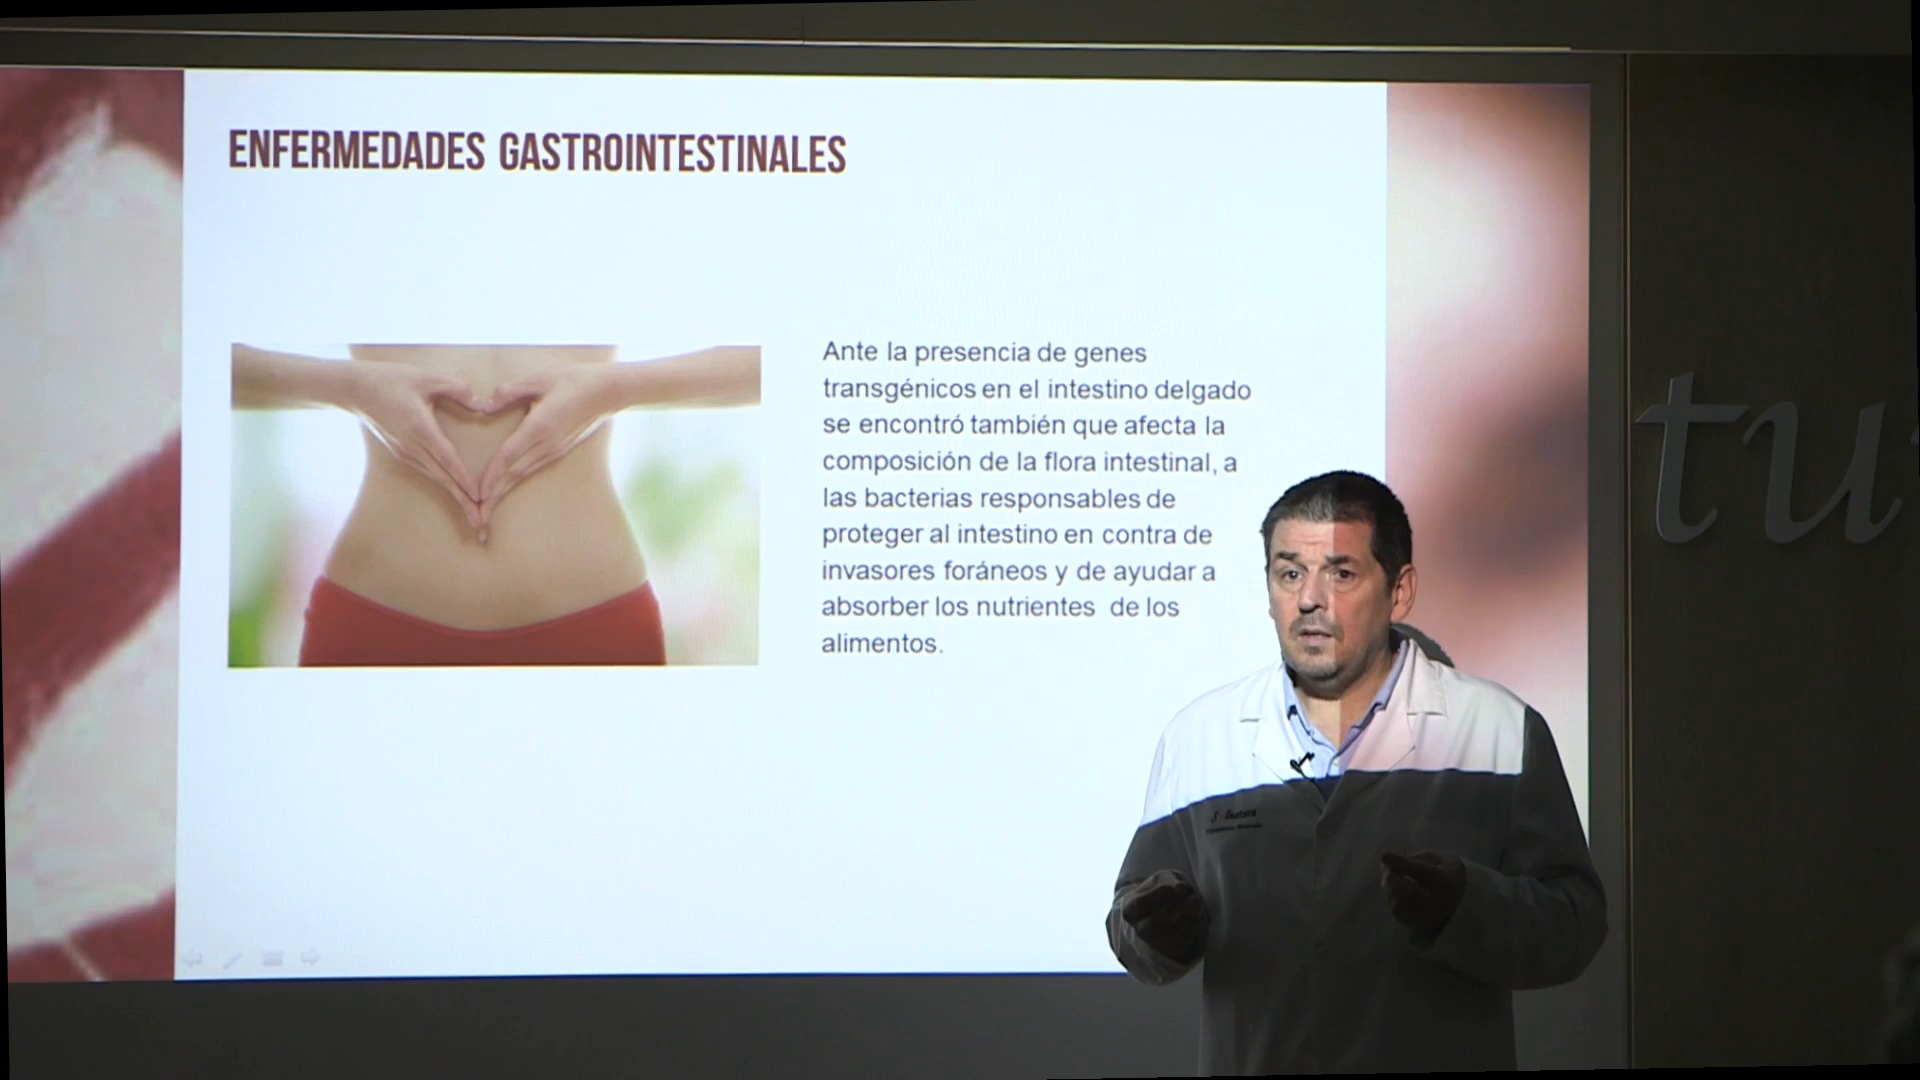 ENFERMEDADES GASTROINTESTINALES
Ante la presencia de genes
transgénicos en el intestino delgado
se encontró también que afecta la
composición de la flora intestinal, a
las bacterias responsables de
proteger al intestino en contra de
invasores foráneos y de ayudar a
absorber los nutrientes de los
alimentos.
tu